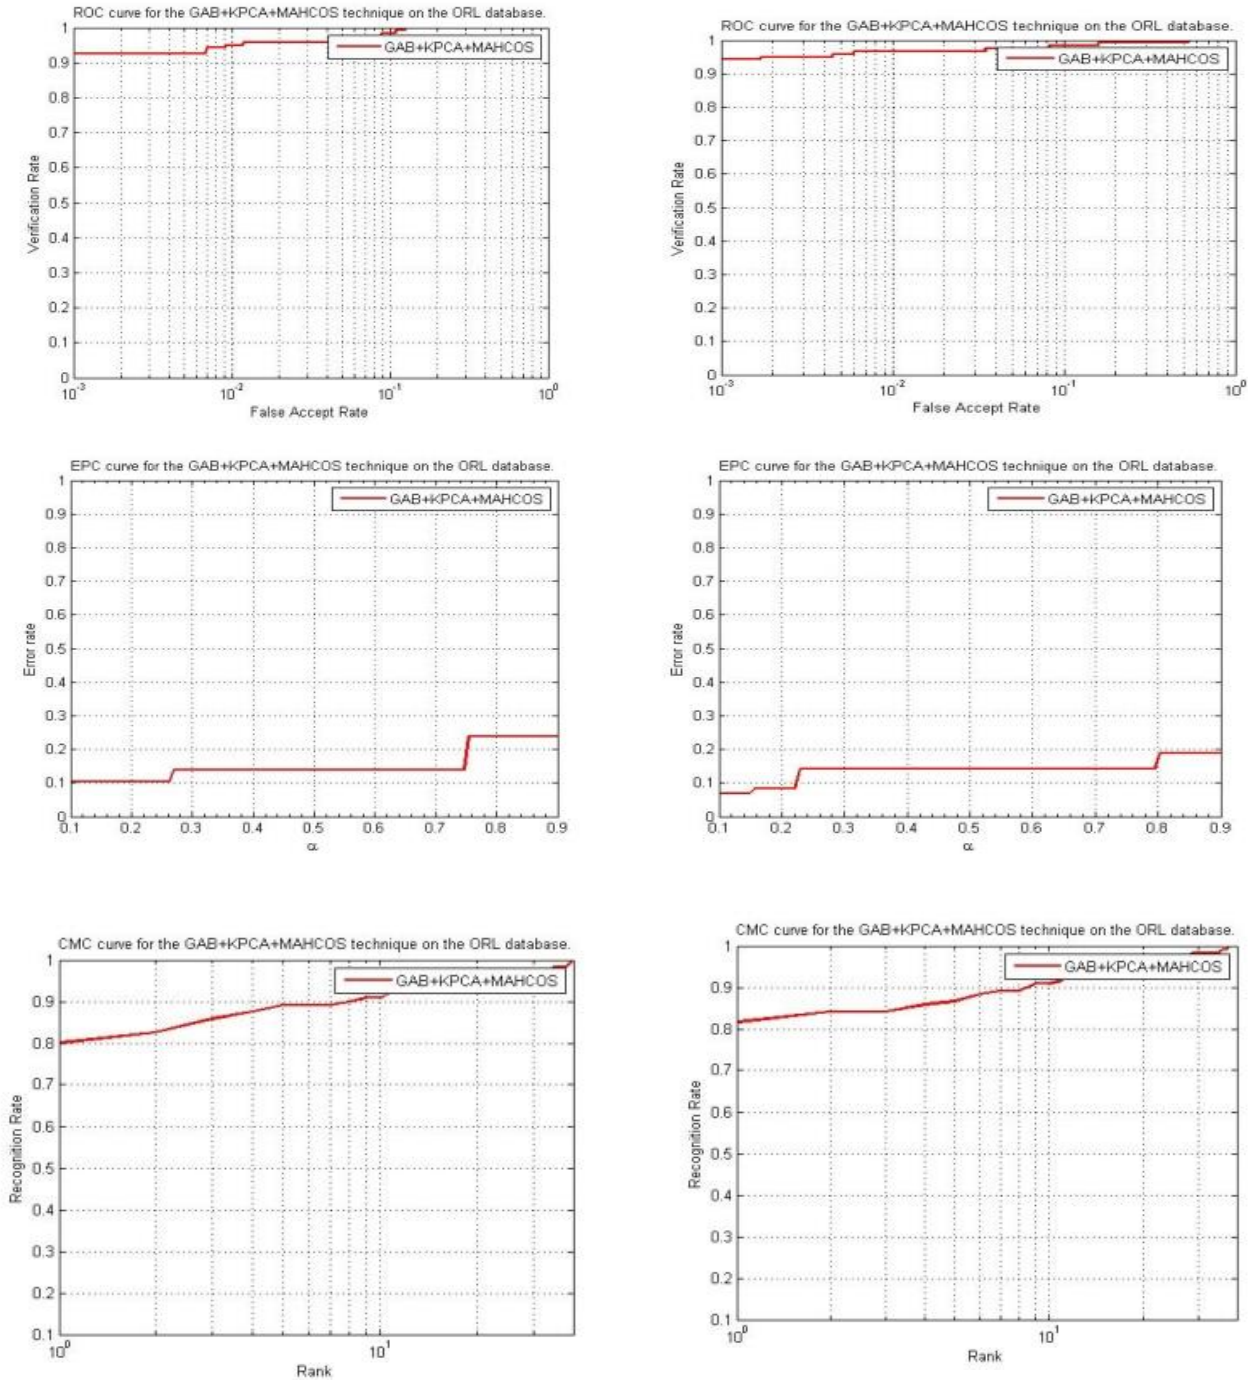 ROC curve for the GAB+KPCA+MAHCOS technique on the ORL database.
1
GAB+KPCA+MAHCOS
0.9
0.8
0.7
0.6
0.5
0.4
0.3
0.2
0.1
0
Verification Rate
10-3
10-2
10-1
100
False Accept Rate
ROC curve for the GAB+KPCA+MAHCOS technique on the ORL database.
1
GAB+KPCA+MAHCOS
0.9
0.8
0.7
0.6
0.5
0.4
0.3
0.2
0.1
0
Verification Rate
10-3
10-2
10-1
100
False Accept Rate
EPC curve for the GAB+KPCA+MAHCOS technique on the ORL database.
1
GAB+KPCA+MAHCOS
0.9
0.8
0.7
0.6
0.5
0.4
0.3
0.2
0.1
0
Error rate
0.1 0.2 0.3 0.4 0.5 0.6 0.7 0.8 0.9
α
EPC curve for the GAB+KPCA+MAHCOS technique on the ORL database.
1
GAB+KPCA+MAHCOS
0.9
0.8
0.7
0.6
0.5
0.4
0.3
0.2
0.1
0
Error rate
0.1 0.2 0.3 0.4 0.5 0.6 0.7 0.8 0.9
α
CMC curve for the GAB+KPCA+MAHCOS technique on the ORL database.
1
GAB+KPCA+MAHCOS
0.9
0.8
0.7
0.6
0.5
0.4
0.3
0.2
0.1
Recognition Rate
100
101
Rank
CMC curve for the GAB+KPCA+MAHCOS technique on the ORL database.
1
GAB+KPCA+MAHCOS
0.9
0.8
0.7
0.6
0.5
0.4
0.3
0.2
0.1
Recognition Rate
100
101
Rank